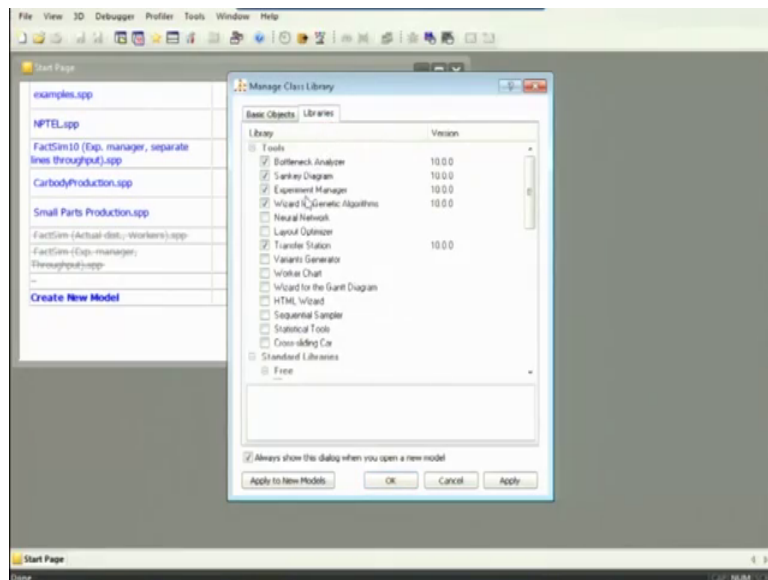 File View 3D Debugger Profiler Tools Window Help
Start Page
examples.spp
NPTEL.spp
FactSim10 (Exp. manager, separate
lines throughput).spp
CarbodyProduction.spp
Small Parts Production.spp
FactSim (Actual dist., Workers).spp
FactSim (Exp. manager,
Throughput).spp
Create New Model
Manage Class Library
Basic Objects Libraries
Library Version
Tools
Bottleneck Analyzer 10.0.0
Sankey Diagram 10.0.0
Experiment Manager 10.0.0
Wizard Genetic Algorithms 10.0.0
Neural Network
Layout Optimizer
Transfer Station 10.0.0
Variants Generator
Worker Chart
Wizard for the Gantt Diagram
HTML Wizard
Sequential Sampler
Statistical Tools
Cross-sliding Car
Standard Libraries
Free
Always show this dialog when you open a new model
Apply to New Models OK Cancel Apply
Start Page
Done CAP NUM